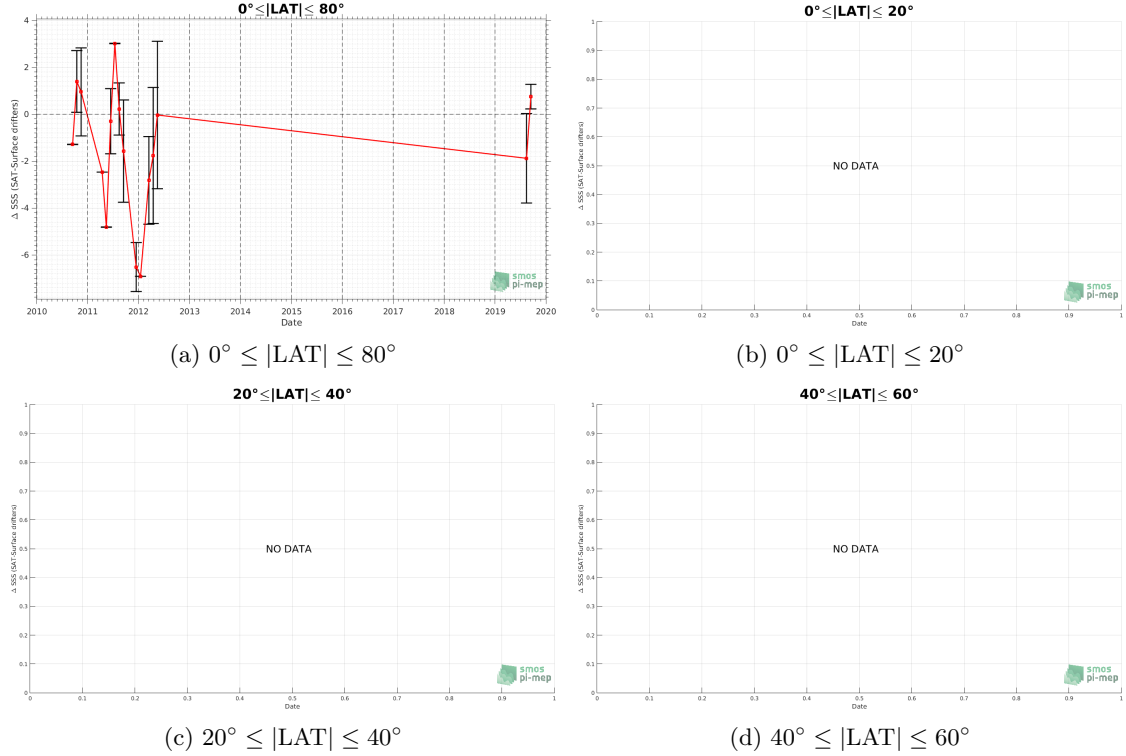 0°≤|LAT|≤ 80°
4
2
0
-2
-4
-6
Δ SSS (SAT-Surface drifters)
2010 2011 2012 2013 2014 2015 2016 2017 2018 2019 2020
Date
smos
pi-mep
(a) 0° ≤ |LAT| ≤ 80°
0°≤|LAT|≤ 20°
1
0.9
0.8
0.7
0.6
0.5
0.4
0.3
0.2
0.1
0
Δ SSS (SAT-Surface drifters)
NO DATA
0 0.1 0.2 0.3 0.4 0.5 0.6 0.7 0.8 0.9 1
Date
smos
pi-mep
(b) 0° ≤ |LAT| ≤ 20°
20°≤|LAT|≤ 40°
1
0.9
0.8
0.7
0.6
0.5
0.4
0.3
0.2
0.1
0
Δ SSS (SAT-Surface drifters)
NO DATA
0 0.1 0.2 0.3 0.4 0.5 0.6 0.7 0.8 0.9 1
Date
smos
pi-mep
(c) 20° ≤ |LAT| ≤ 40°
40°≤|LAT|≤ 60°
1
0.9
0.8
0.7
0.6
0.5
0.4
0.3
0.2
0.1
0
Δ SSS (SAT-Surface drifters)
NO DATA
0 0.1 0.2 0.3 0.4 0.5 0.6 0.7 0.8 0.9 1
Date
smos
pi-mep
(d) 40° ≤ |LAT| ≤ 60°